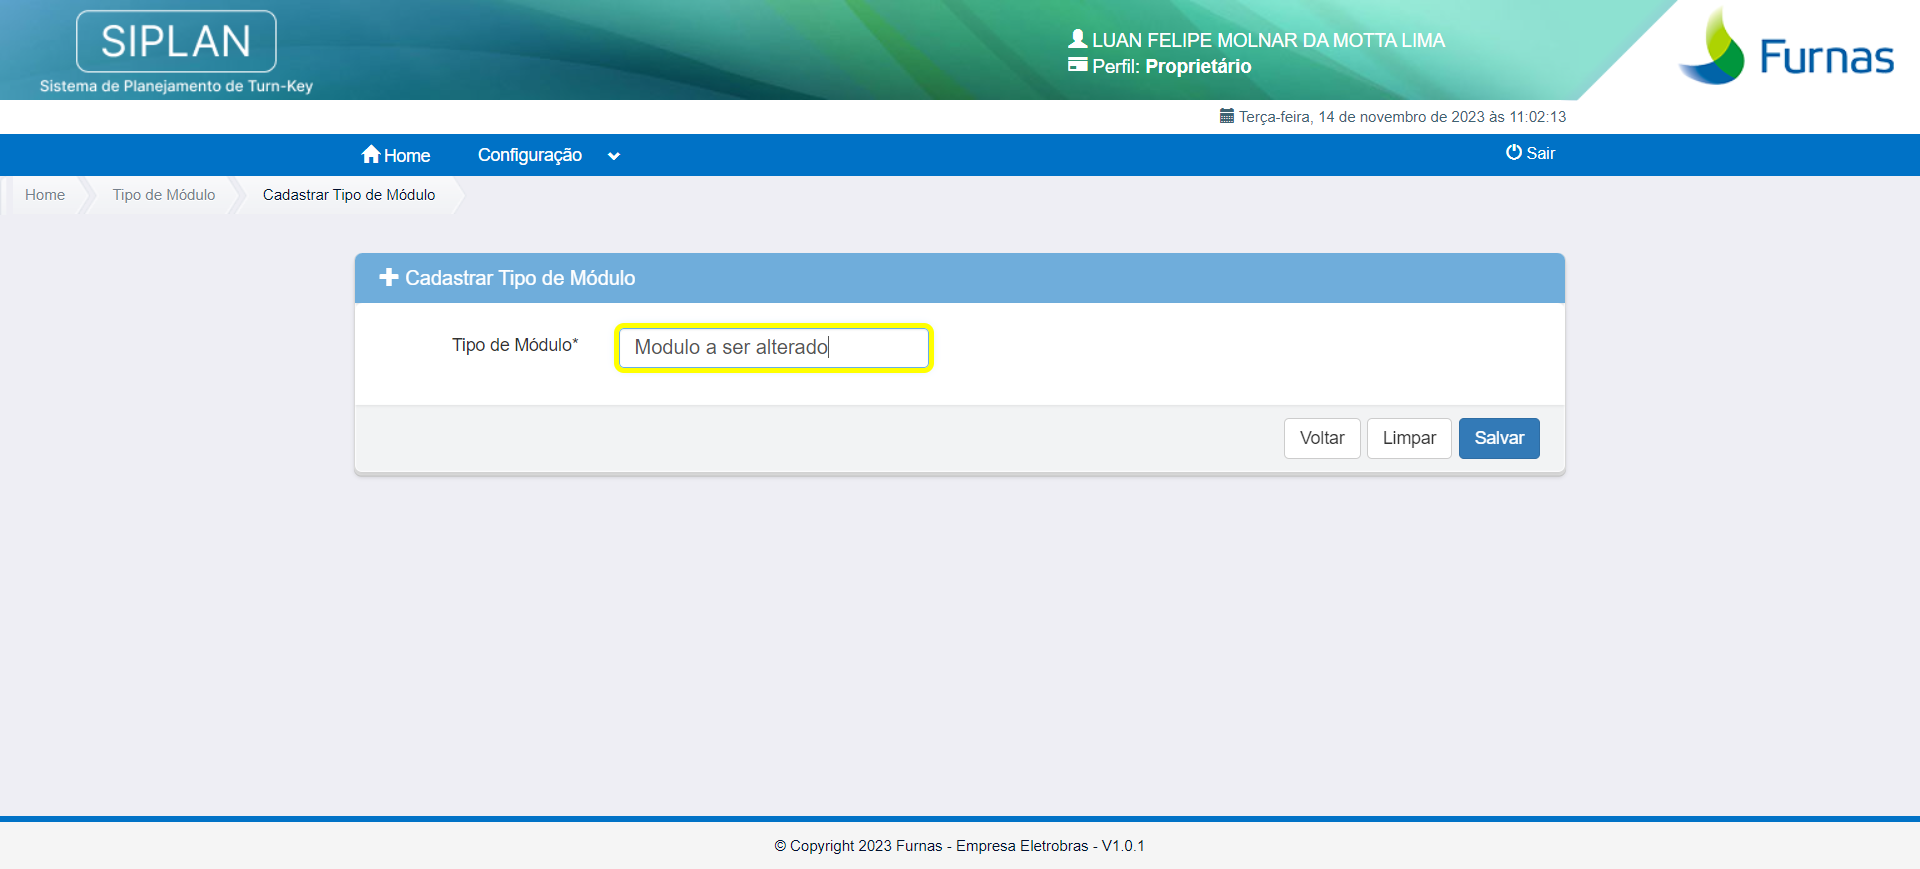 SIPLAN
Sistema de Planejamento de Turn-Key
LUAN FELIPE MOLNAR DA MOTTA LIMA
Perfil: Proprietário
Furnas
Terça-feira, 14 de novembro de 2023 às 11:02:13
Home Configuração Sair
Home Tipo de Módulo Cadastrar Tipo de Módulo
Cadastrar Tipo de Módulo
Tipo de Módulo* Modulo a ser alterado
Voltar Limpar Salvar
© Copyright 2023 Furnas - Empresa Eletrobras - V1.0.1